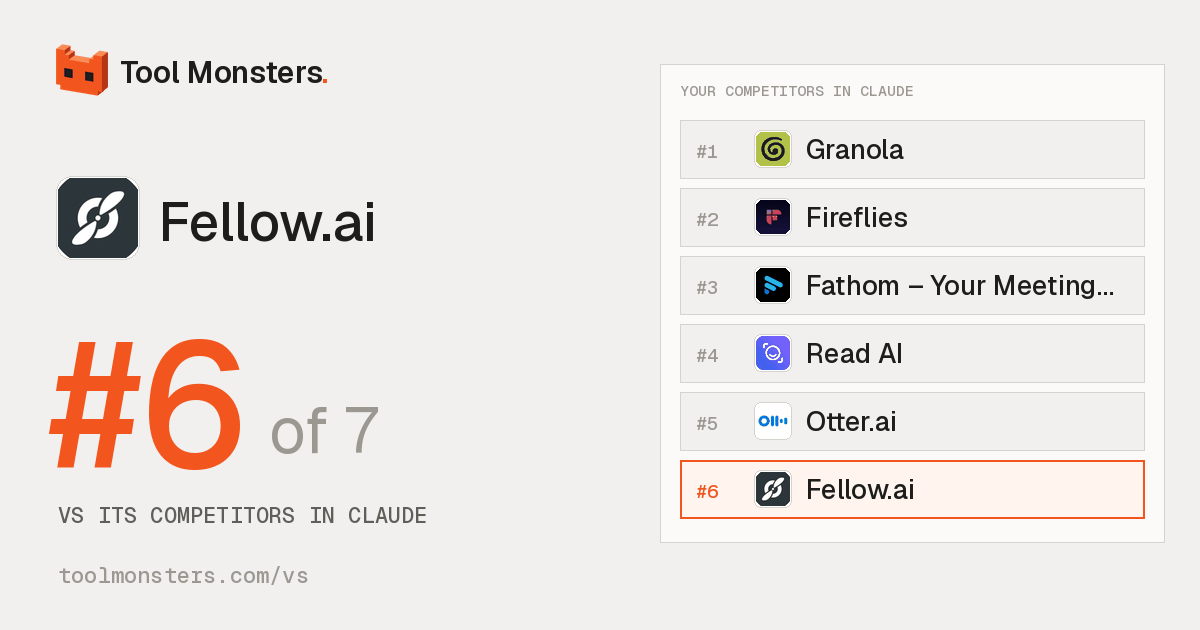 Tool Monsters.
Fellow.ai
#6 of 7
VS ITS COMPETITORS IN CLAUDE
toolmonsters.com/vs
YOUR COMPETITORS IN CLAUDE
#1 Granola
#2 Fireflies
#3 Fathom – Your Meeting...
#4 Read AI
#5 Otter.ai
#6 Fellow.ai